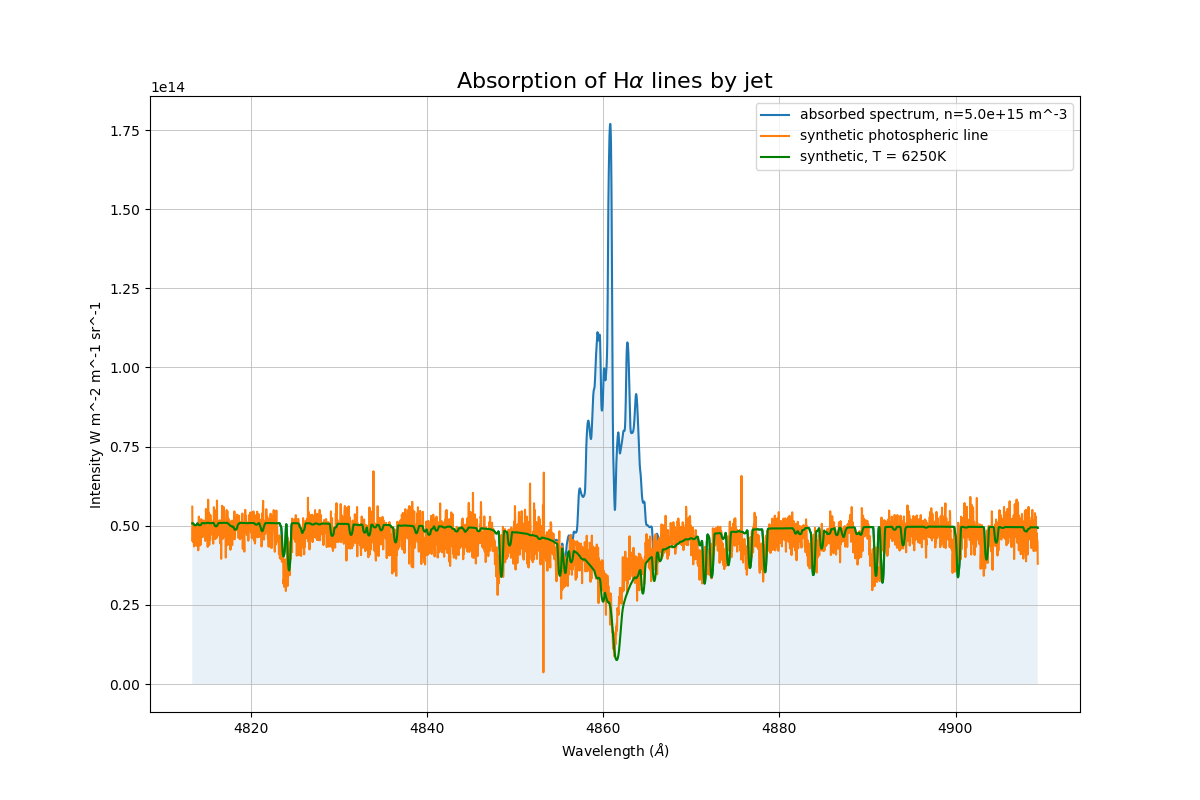 Absorption of Hα lines by jet
1e14
absorbed spectrum, n=5.0e+15 m^-3
synthetic photospheric line
synthetic, T = 6250K
1.75
1.50
1.25
1.00
0.75
0.50
0.25
0.00
Intensity W m^-2 m^-1 sr^-1
4820 4840 4860 4880 4900
Wavelength (Å)